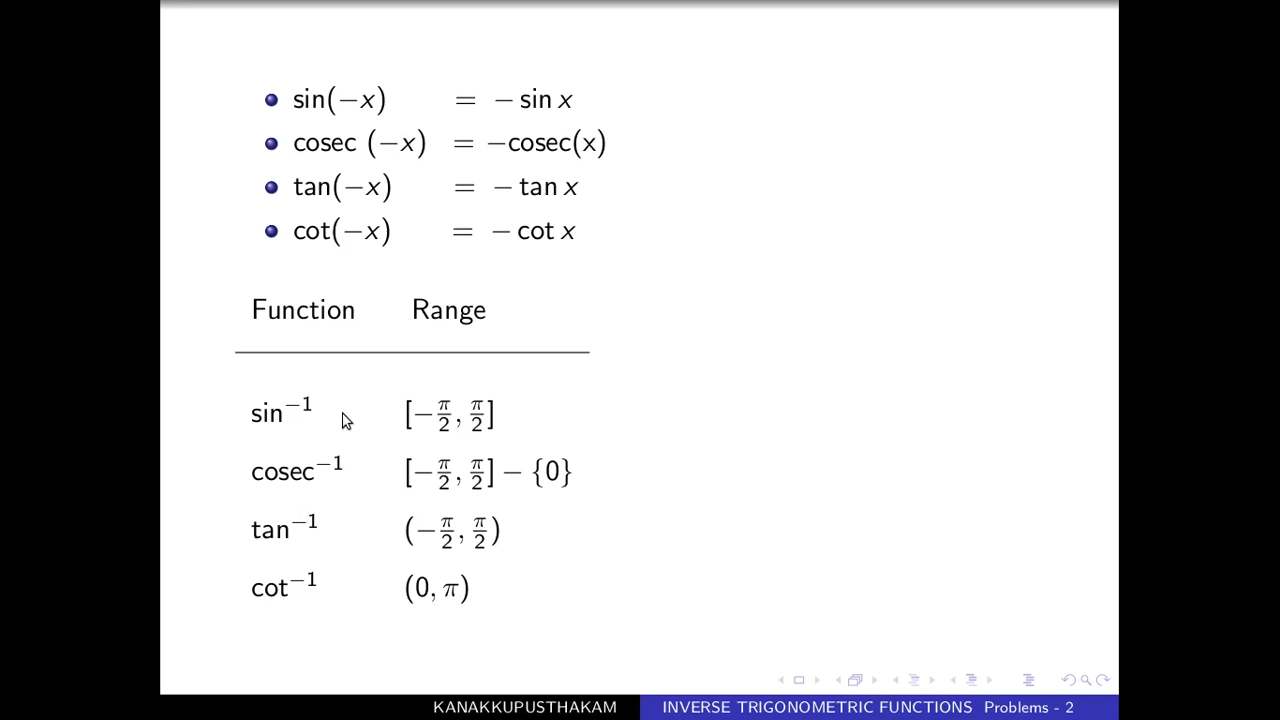 sin(−x) = − sin x
cosec (−x) = −cosec(x)
tan(−x) = − tan x
cot(−x) = − cot x
Function Range
sin⁻¹ [−π/2, π/2]
cosec⁻¹ [−π/2, π/2] − {0}
tan⁻¹ (−π/2, π/2)
cot⁻¹ (0, π)
KANAKKUPUSTHAKAM INVERSE TRIGONOMETRIC FUNCTIONS Problems - 2